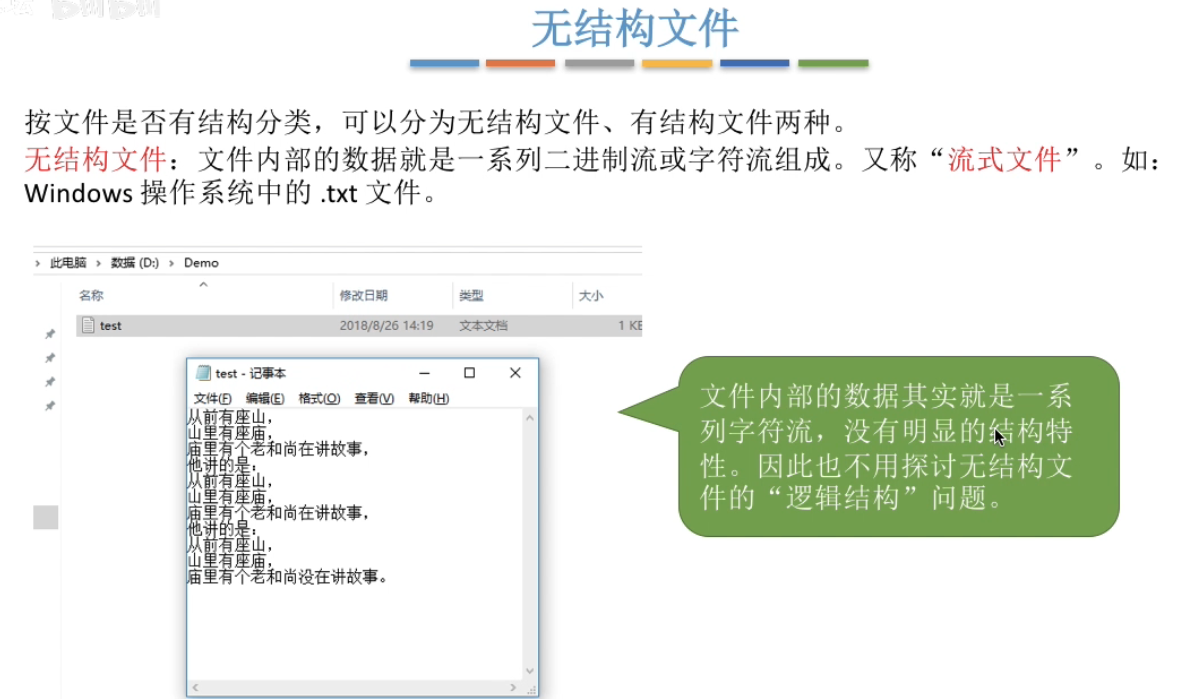 无结构文件
按文件是否有结构分类，可以分为无结构文件、有结构文件两种。
无结构文件：文件内部的数据就是一系列二进制流或字符流组成。又称“流式文件”。如：
Windows 操作系统中的 .txt 文件。
此电脑 > 数据 (D:) > Demo
名称 修改日期 类型 大小
test 2018/8/26 14:19 文本文档 1 KB
test - 记事本
文件(F) 编辑(E) 格式(O) 查看(V) 帮助(H)
从前有座山，
山里有座庙，
庙里有个老和尚在讲故事，
他讲的是：
从前有座山，
山里有座庙，
庙里有个老和尚在讲故事，
他讲的是：
从前有座山，
山里有座庙，
庙里有个老和尚没在讲故事。
文件内部的数据其实就是一系
列字符流，没有明显的结构特
性。因此也不用探讨无结构文
件的“逻辑结构”问题。